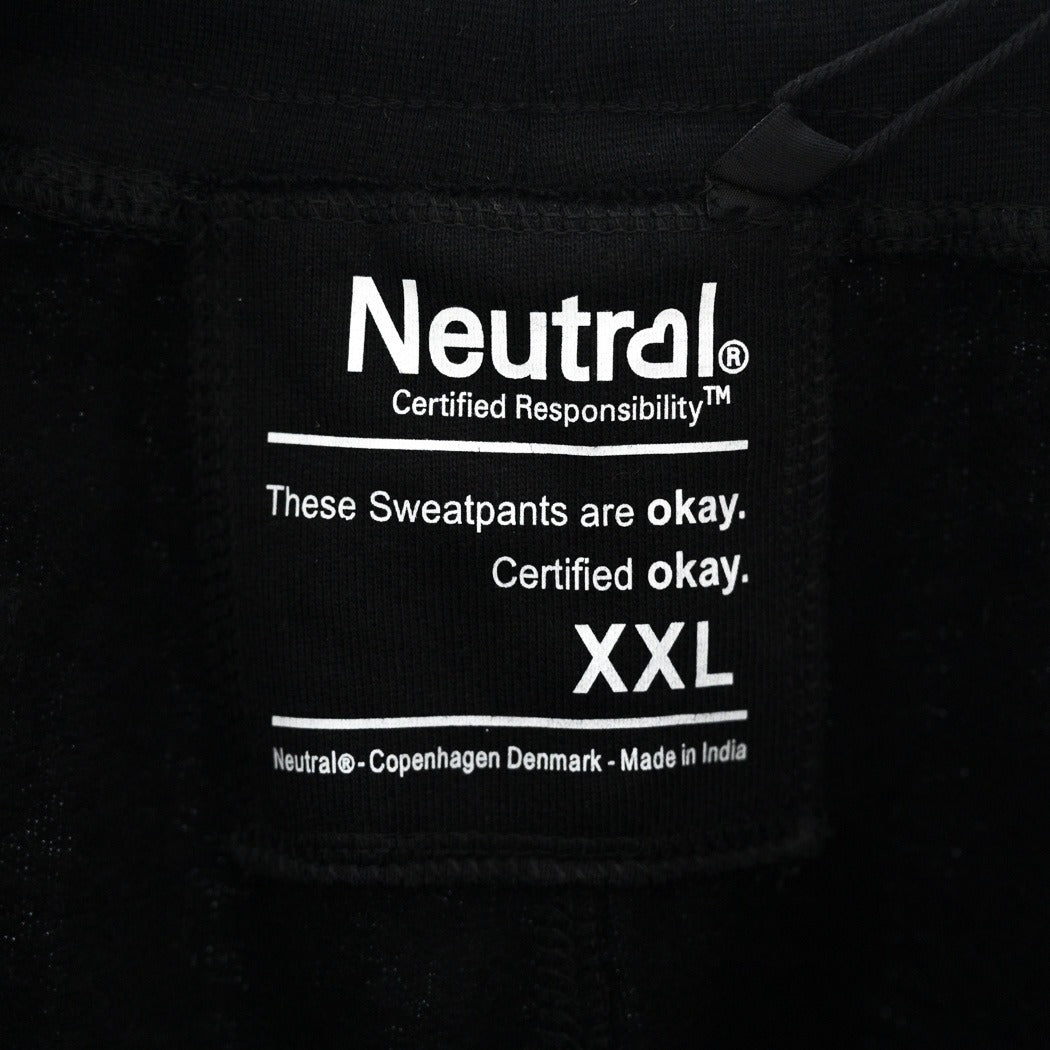 Neutral®
Certified Responsibility™
These Sweatpants are okay.
Certified okay.
XXL
Neutral® - Copenhagen Denmark - Made in India